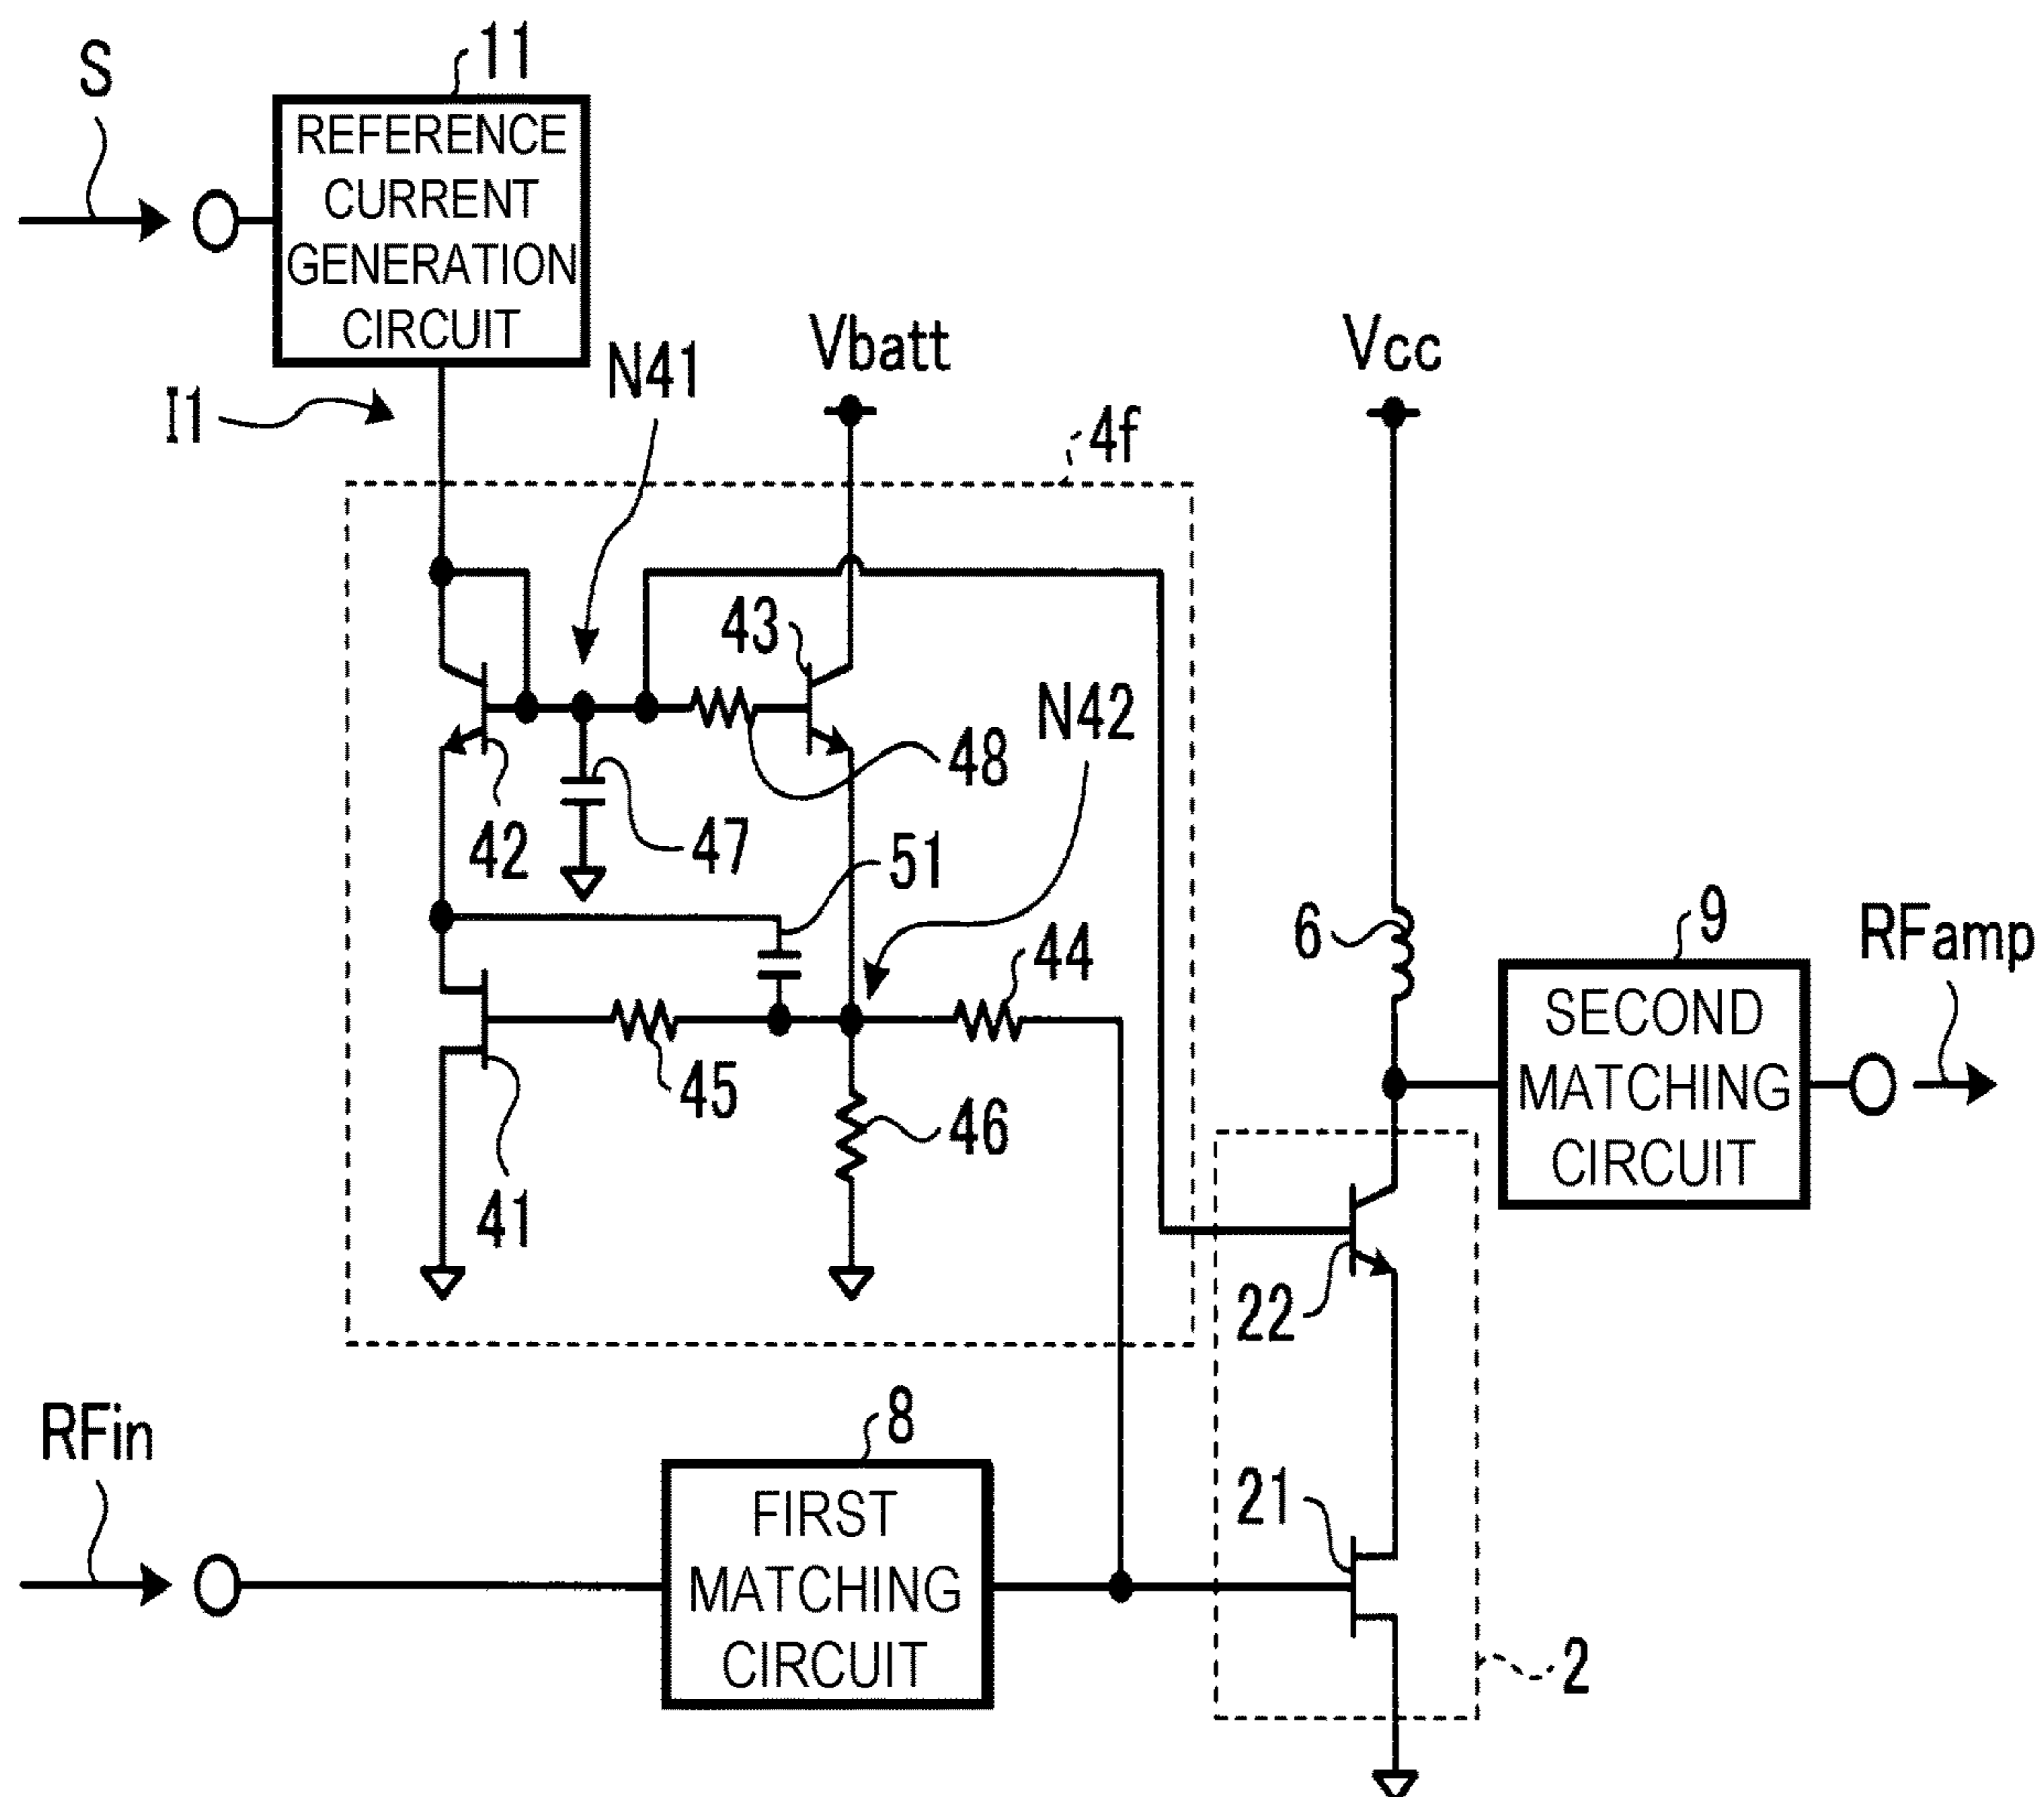 S
11
REFERENCE
CURRENT
GENERATION
CIRCUIT
I1
N41
Vbatt
Vcc
4f
43
N42
48
42
47
51
44
6
9
RFamp
SECOND
MATCHING
CIRCUIT
45
46
41
22
RFin
8
FIRST
MATCHING
CIRCUIT
21
2